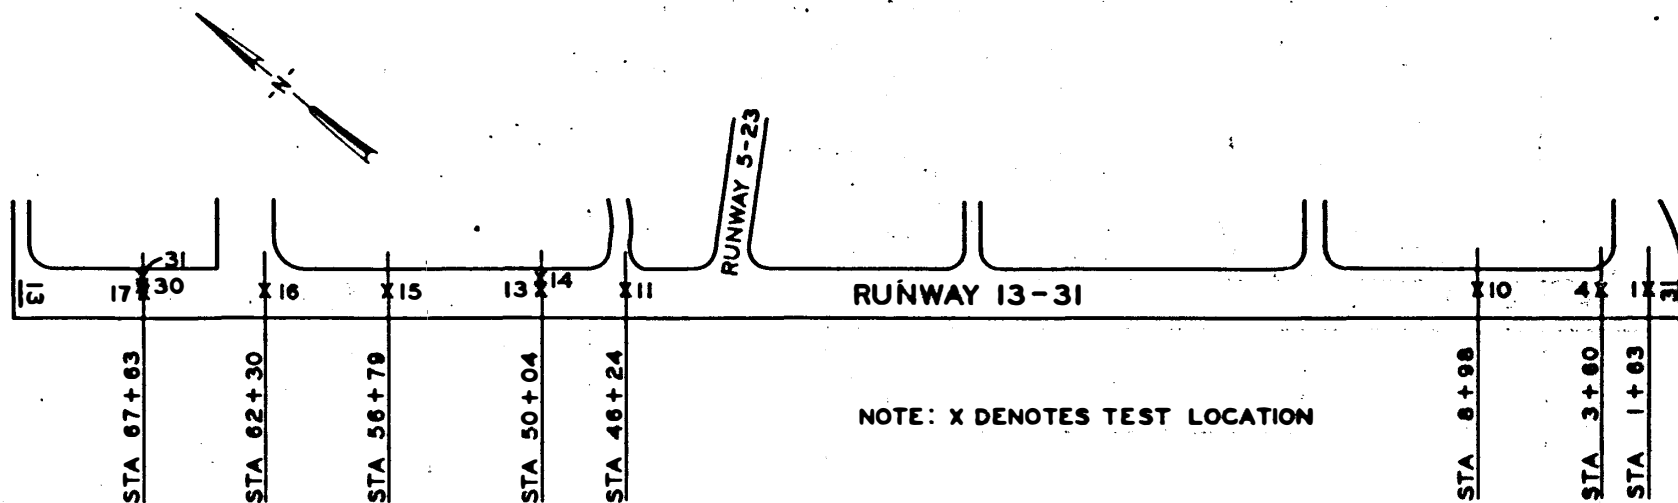 N
RUNWAY 5-23
31
13
17
30
16
15
13
14
11
RUNWAY 13-31
10
4
1
31
STA 67+63
STA 62+30
STA 56+79
STA 50+04
STA 46+24
STA 8+98
STA 3+60
STA 1+63
NOTE: X DENOTES TEST LOCATION